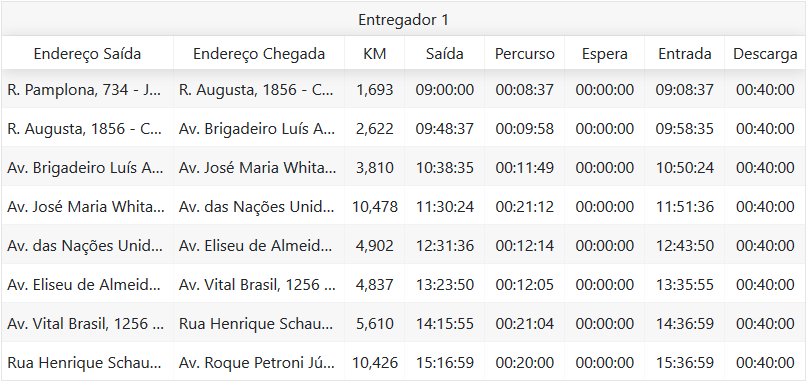 Entregador 1
Endereço Saída Endereço Chegada KM Saída Percurso Espera Entrada Descarga
R. Pamplona, 734 - J... R. Augusta, 1856 - C... 1,693 09:00:00 00:08:37 00:00:00 09:08:37 00:40:00
R. Augusta, 1856 - C... Av. Brigadeiro Luís A... 2,622 09:48:37 00:09:58 00:00:00 09:58:35 00:40:00
Av. Brigadeiro Luís A... Av. José Maria Whita... 3,810 10:38:35 00:11:49 00:00:00 10:50:24 00:40:00
Av. José Maria Whita... Av. das Nações Unid... 10,478 11:30:24 00:21:12 00:00:00 11:51:36 00:40:00
Av. das Nações Unid... Av. Eliseu de Almeid... 4,902 12:31:36 00:12:14 00:00:00 12:43:50 00:40:00
Av. Eliseu de Almeid... Av. Vital Brasil, 1256 ... 4,837 13:23:50 00:12:05 00:00:00 13:35:55 00:40:00
Av. Vital Brasil, 1256 ... Rua Henrique Schau... 5,610 14:15:55 00:21:04 00:00:00 14:36:59 00:40:00
Rua Henrique Schau... Av. Roque Petroni Jú... 10,426 15:16:59 00:20:00 00:00:00 15:36:59 00:40:00